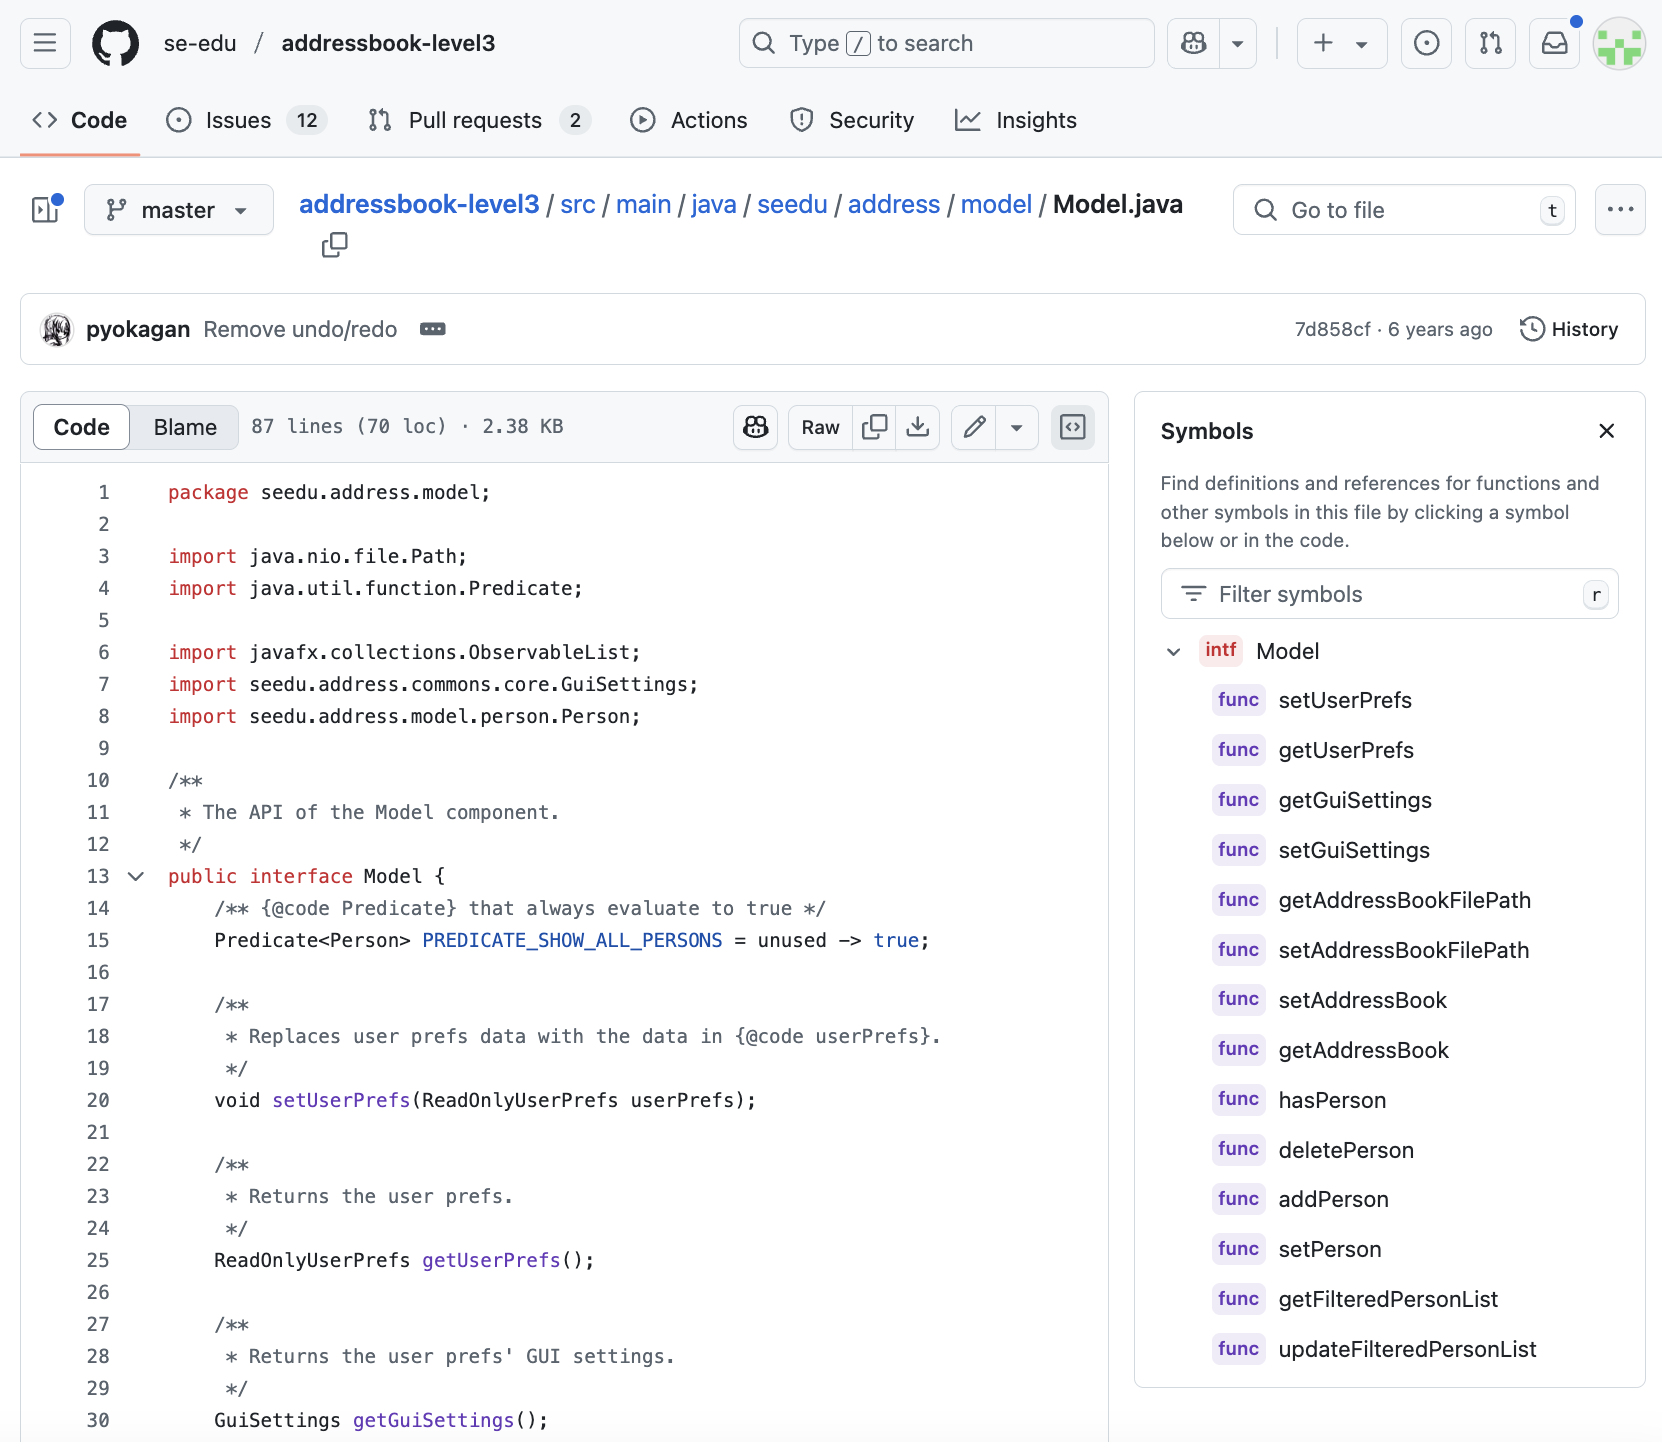 se-edu / addressbook-level3
Type / to search
Code
Issues 12
Pull requests 2
Actions
Security
Insights
master
addressbook-level3 / src / main / java / seedu / address / model / Model.java
Go to file t
pyokagan Remove undo/redo
7d858cf · 6 years ago
History
Code
Blame
87 lines (70 loc) · 2.38 KB
Raw
1 package seedu.address.model;
2
3 import java.nio.file.Path;
4 import java.util.function.Predicate;
5
6 import javafx.collections.ObservableList;
7 import seedu.address.commons.core.GuiSettings;
8 import seedu.address.model.person.Person;
9
10 /**
11  * The API of the Model component.
12  */
13 public interface Model {
14     /** {@code Predicate} that always evaluate to true */
15     Predicate<Person> PREDICATE_SHOW_ALL_PERSONS = unused -> true;
16
17     /**
18      * Replaces user prefs data with the data in {@code userPrefs}.
19      */
20     void setUserPrefs(ReadOnlyUserPrefs userPrefs);
21
22     /**
23      * Returns the user prefs.
24      */
25     ReadOnlyUserPrefs getUserPrefs();
26
27     /**
28      * Returns the user prefs' GUI settings.
29      */
30     GuiSettings getGuiSettings();
Symbols
Find definitions and references for functions and
other symbols in this file by clicking a symbol
below or in the code.
Filter symbols r
intf Model
func setUserPrefs
func getUserPrefs
func getGuiSettings
func setGuiSettings
func getAddressBookFilePath
func setAddressBookFilePath
func setAddressBook
func getAddressBook
func hasPerson
func deletePerson
func addPerson
func setPerson
func getFilteredPersonList
func updateFilteredPersonList